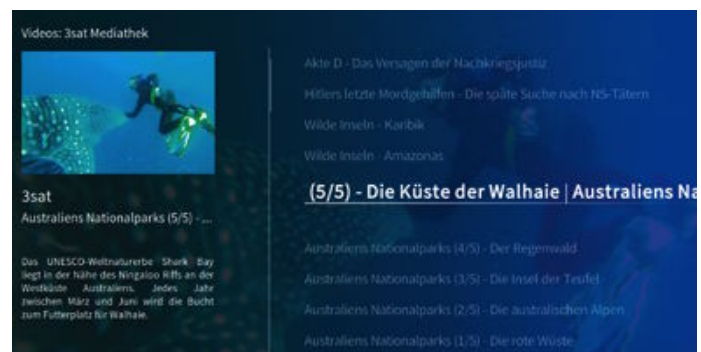 Videos: 3sat Mediathek
3sat
Australiens Nationalparks (5/5) - ...
Das UNESCO-Weltnaturerbe Shark Bay
liegt in der Nähe des Ningaloo Riffs an der
Westküste Australiens. Jedes Jahr
zwischen März und Juni wird die Bucht
zum Futterplatz für Walhaie.
Akte D - Das Versagen der Nachkriegsjustiz
Hitlers letzte Mordgehilfen - Die späte Suche nach NS-Tätern
Wilde Inseln - Karibik
Wilde Inseln - Amazonas
(5/5) - Die Küste der Walhaie | Australiens Na
Australiens Nationalparks (4/5) - Der Regenwald
Australiens Nationalparks (3/5) - Die Insel der Teufel
Australiens Nationalparks (2/5) - Die australischen Alpen
Australiens Nationalparks (1/5) - Die rote Wüste